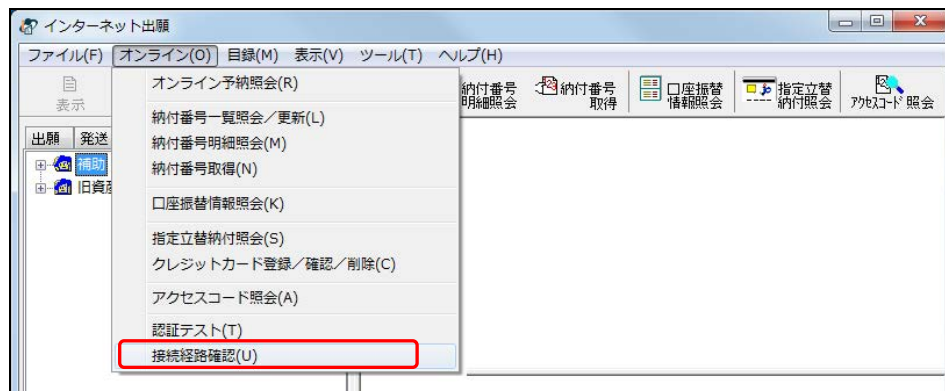 インターネット出願
ファイル(F) オンライン(O) 目録(M) 表示(V) ツール(T) ヘルプ(H)
表示
納付番号
明細照会
納付番号
取得
口座振替
情報照会
指定立替
納付照会
アクセスコード照会
出願 発送
補助
旧資産
オンライン予納照会(R)
納付番号一覧照会/更新(L)
納付番号明細照会(M)
納付番号取得(N)
口座振替情報照会(K)
指定立替納付照会(S)
クレジットカード登録/確認/削除(C)
アクセスコード照会(A)
認証テスト(T)
接続経路確認(U)